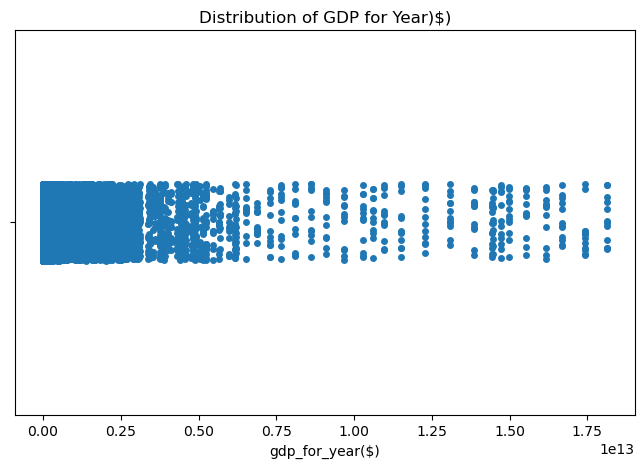 Distribution of GDP for Year)$)
0.00 0.25 0.50 0.75 1.00 1.25 1.50 1.75
gdp_for_year($)
1e13